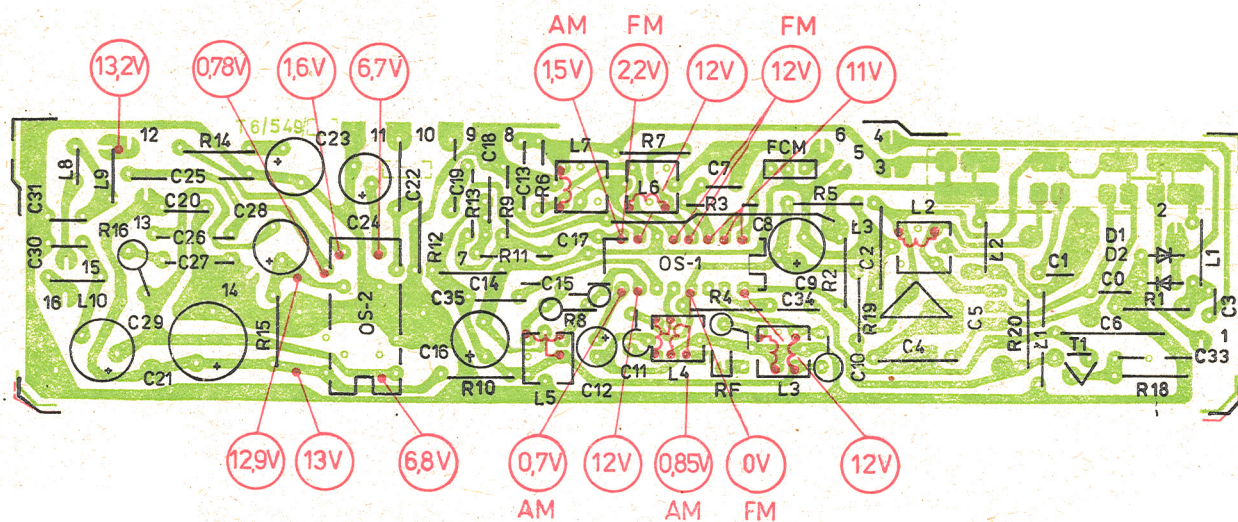 AM FM FM
13,2V 0,78V 1,6V 6,7V 1,5V 2,2V 12V 12V 11V
T6/549
12 R14 C23 11 10 9 C18 8 L7 R7 6 4
5 3 FCM
L8 L9 C25 C22 C19 R13 C13 R6 L6 C7
C31 C20 C28 C24 R9 R3 C8 R5 L2 2
R16 13 C26 R12 C17 L3 C2 L2 D1
C30 C27 7 R11 OS-1 D2 L1
15 C14 C15 C9 R2 C1 C0
16 L10 14 OS-2 C35 R8 R4 C34 R19 C5 R20 R1 C3
C29 R15 C16 C6 1
C21 R10 L5 C12 C11 L4 RF L3 C10 C4 L1 T1 C33
R18
12,9V 13V 6,8V 0,7V 12V 0,85V 0V 12V
AM AM FM